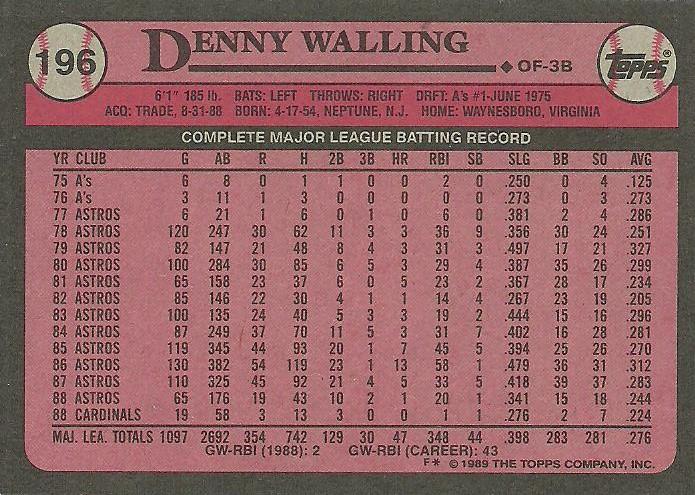 196
DENNY WALLING
OF-3B
TOPPS
6'1" 185 lb. BATS: LEFT THROWS: RIGHT DRFT: A's #1-JUNE 1975
ACQ: TRADE, 8-31-88 BORN: 4-17-54, NEPTUNE, N.J. HOME: WAYNESBORO, VIRGINIA
COMPLETE MAJOR LEAGUE BATTING RECORD
YR CLUB G AB R H 2B 3B HR RBI SB SLG BB SO AVG
75 A's 6 8 0 1 1 0 0 2 0 .250 0 4 .125
76 A's 3 11 1 3 0 0 0 0 0 .273 0 3 .273
77 ASTROS 6 21 1 6 0 1 0 6 0 .381 2 4 .286
78 ASTROS 120 247 30 62 11 3 3 36 9 .356 30 24 .251
79 ASTROS 82 147 21 48 8 4 3 31 3 .497 17 21 .327
80 ASTROS 100 284 30 85 6 5 3 29 4 .387 35 26 .299
81 ASTROS 65 158 23 37 6 0 5 23 2 .367 28 17 .234
82 ASTROS 85 146 22 30 4 1 1 14 4 .267 23 19 .205
83 ASTROS 100 135 24 40 5 3 3 19 2 .444 15 16 .296
84 ASTROS 87 249 37 70 11 5 3 31 7 .402 16 28 .281
85 ASTROS 119 345 44 93 20 1 7 45 5 .394 25 26 .270
86 ASTROS 130 382 54 119 23 1 13 58 1 .479 36 31 .312
87 ASTROS 110 325 45 92 21 4 5 33 5 .418 39 37 .283
88 ASTROS 65 176 19 43 10 2 1 20 1 .341 15 18 .244
88 CARDINALS 19 58 3 13 3 0 0 1 1 .276 2 7 .224
MAJ. LEA. TOTALS 1097 2692 354 742 129 30 47 348 44 .398 283 281 .276
GW-RBI (1988): 2 GW-RBI (CAREER): 43
F* © 1989 THE TOPPS COMPANY, INC.